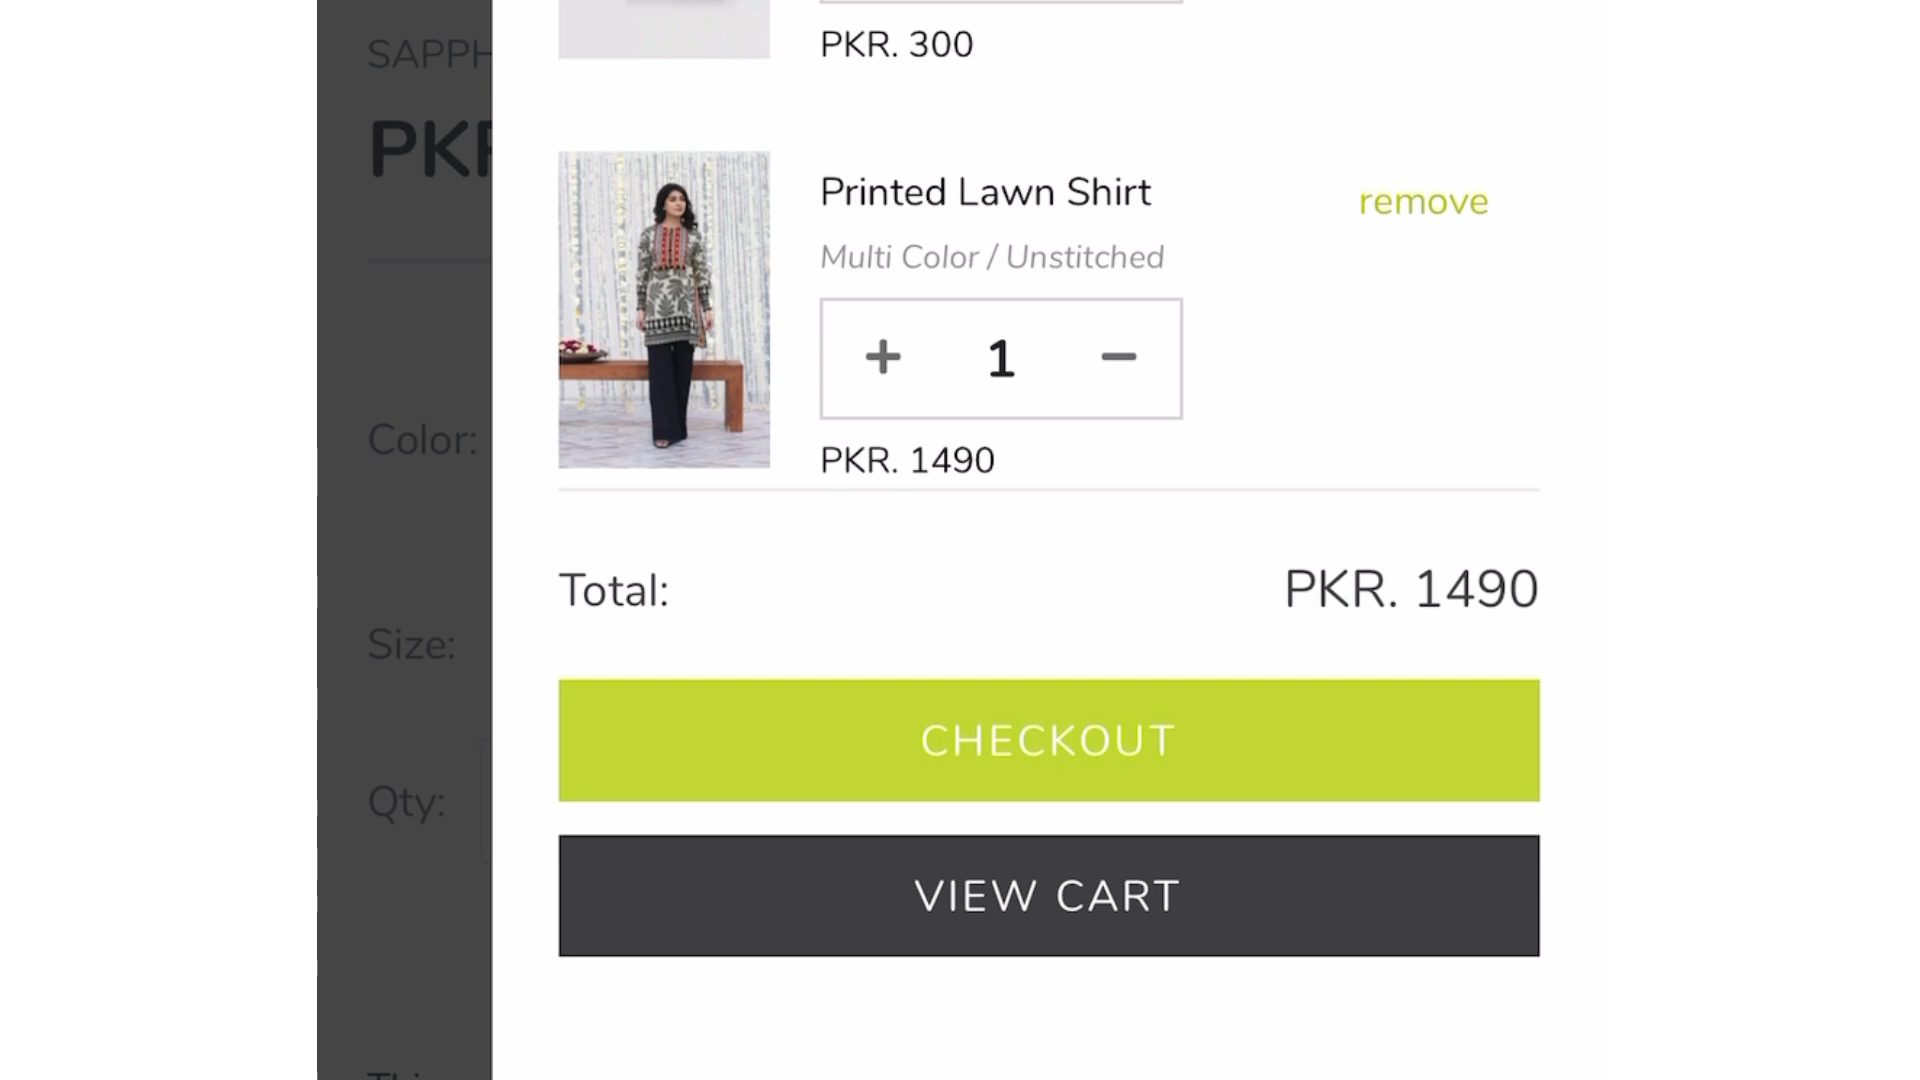 SAPPH
PKR. 300
PKR
Printed Lawn Shirt
remove
Multi Color / Unstitched
+ 1 −
Color:
PKR. 1490
Total:
PKR. 1490
Size:
CHECKOUT
Qty:
VIEW CART